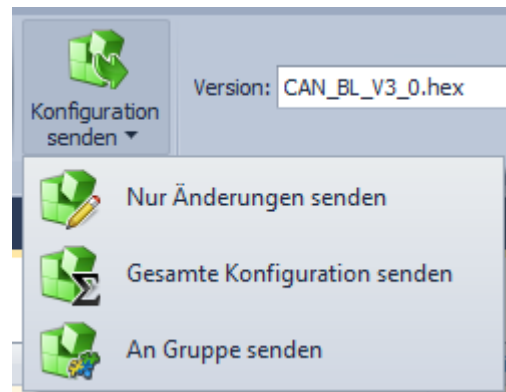 Konfiguration
senden
Version: CAN_BL_V3_0.hex
Nur Änderungen senden
Gesamte Konfiguration senden
An Gruppe senden